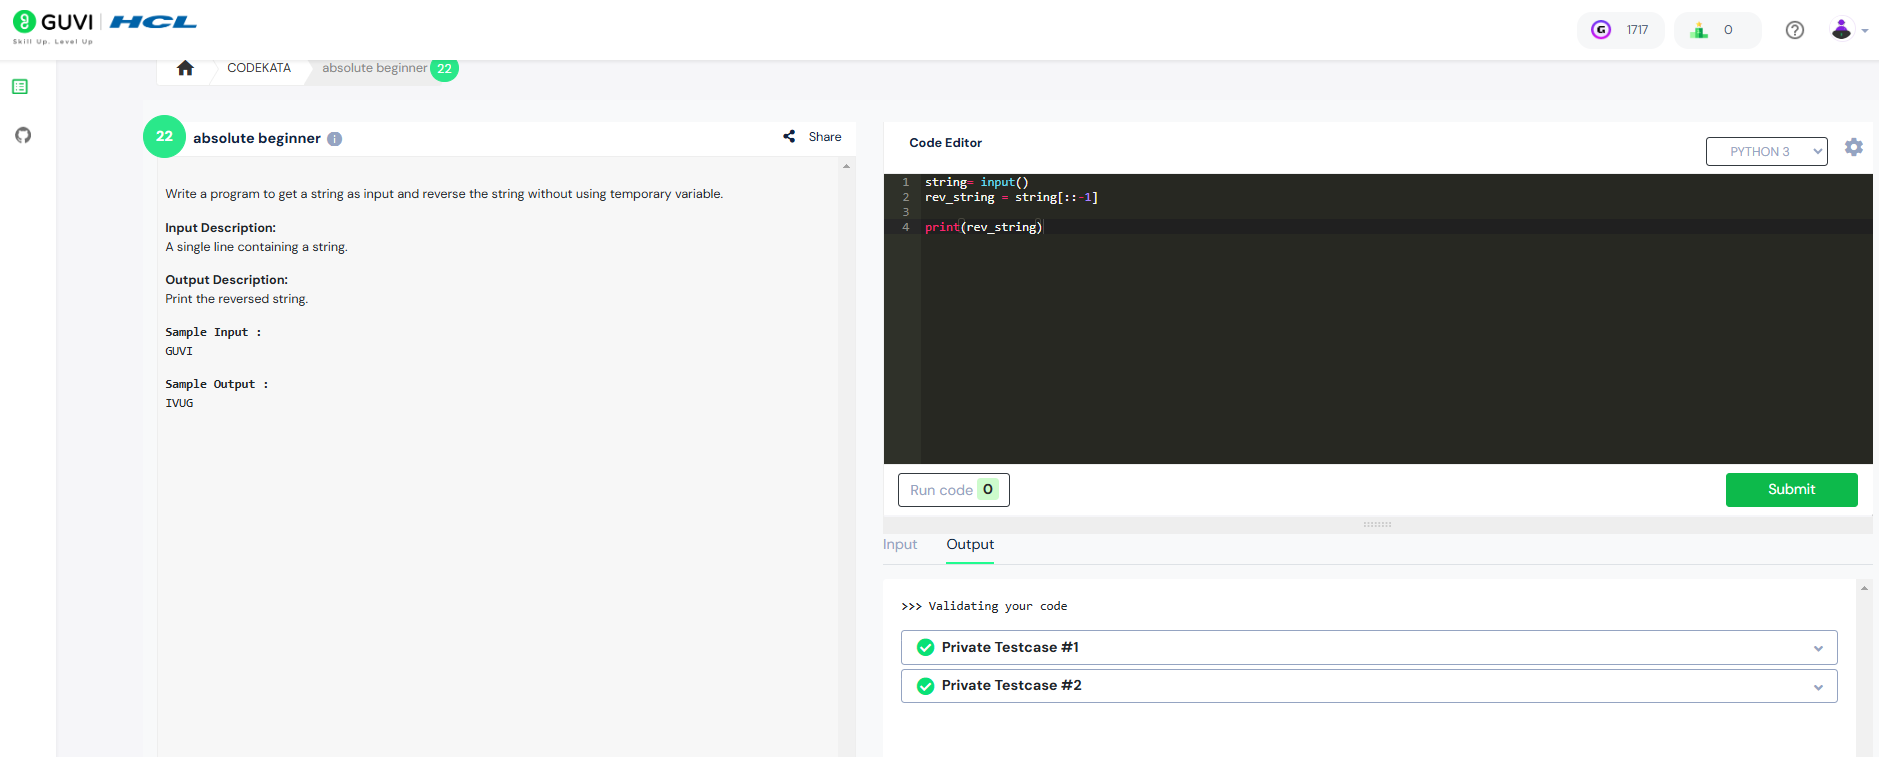 GUVI | HCL
Skill Up. Level Up
1717
0
CODEKATA
absolute beginner 22
22 absolute beginner
Share
Write a program to get a string as input and reverse the string without using temporary variable.
Input Description:
A single line containing a string.
Output Description:
Print the reversed string.
Sample Input :
GUVI
Sample Output :
IVUG
Code Editor
PYTHON 3
1 string= input()
2 rev_string = string[::-1]
3
4 print(rev_string)
Run code 0
Submit
Input Output
>>> Validating your code
Private Testcase #1
Private Testcase #2